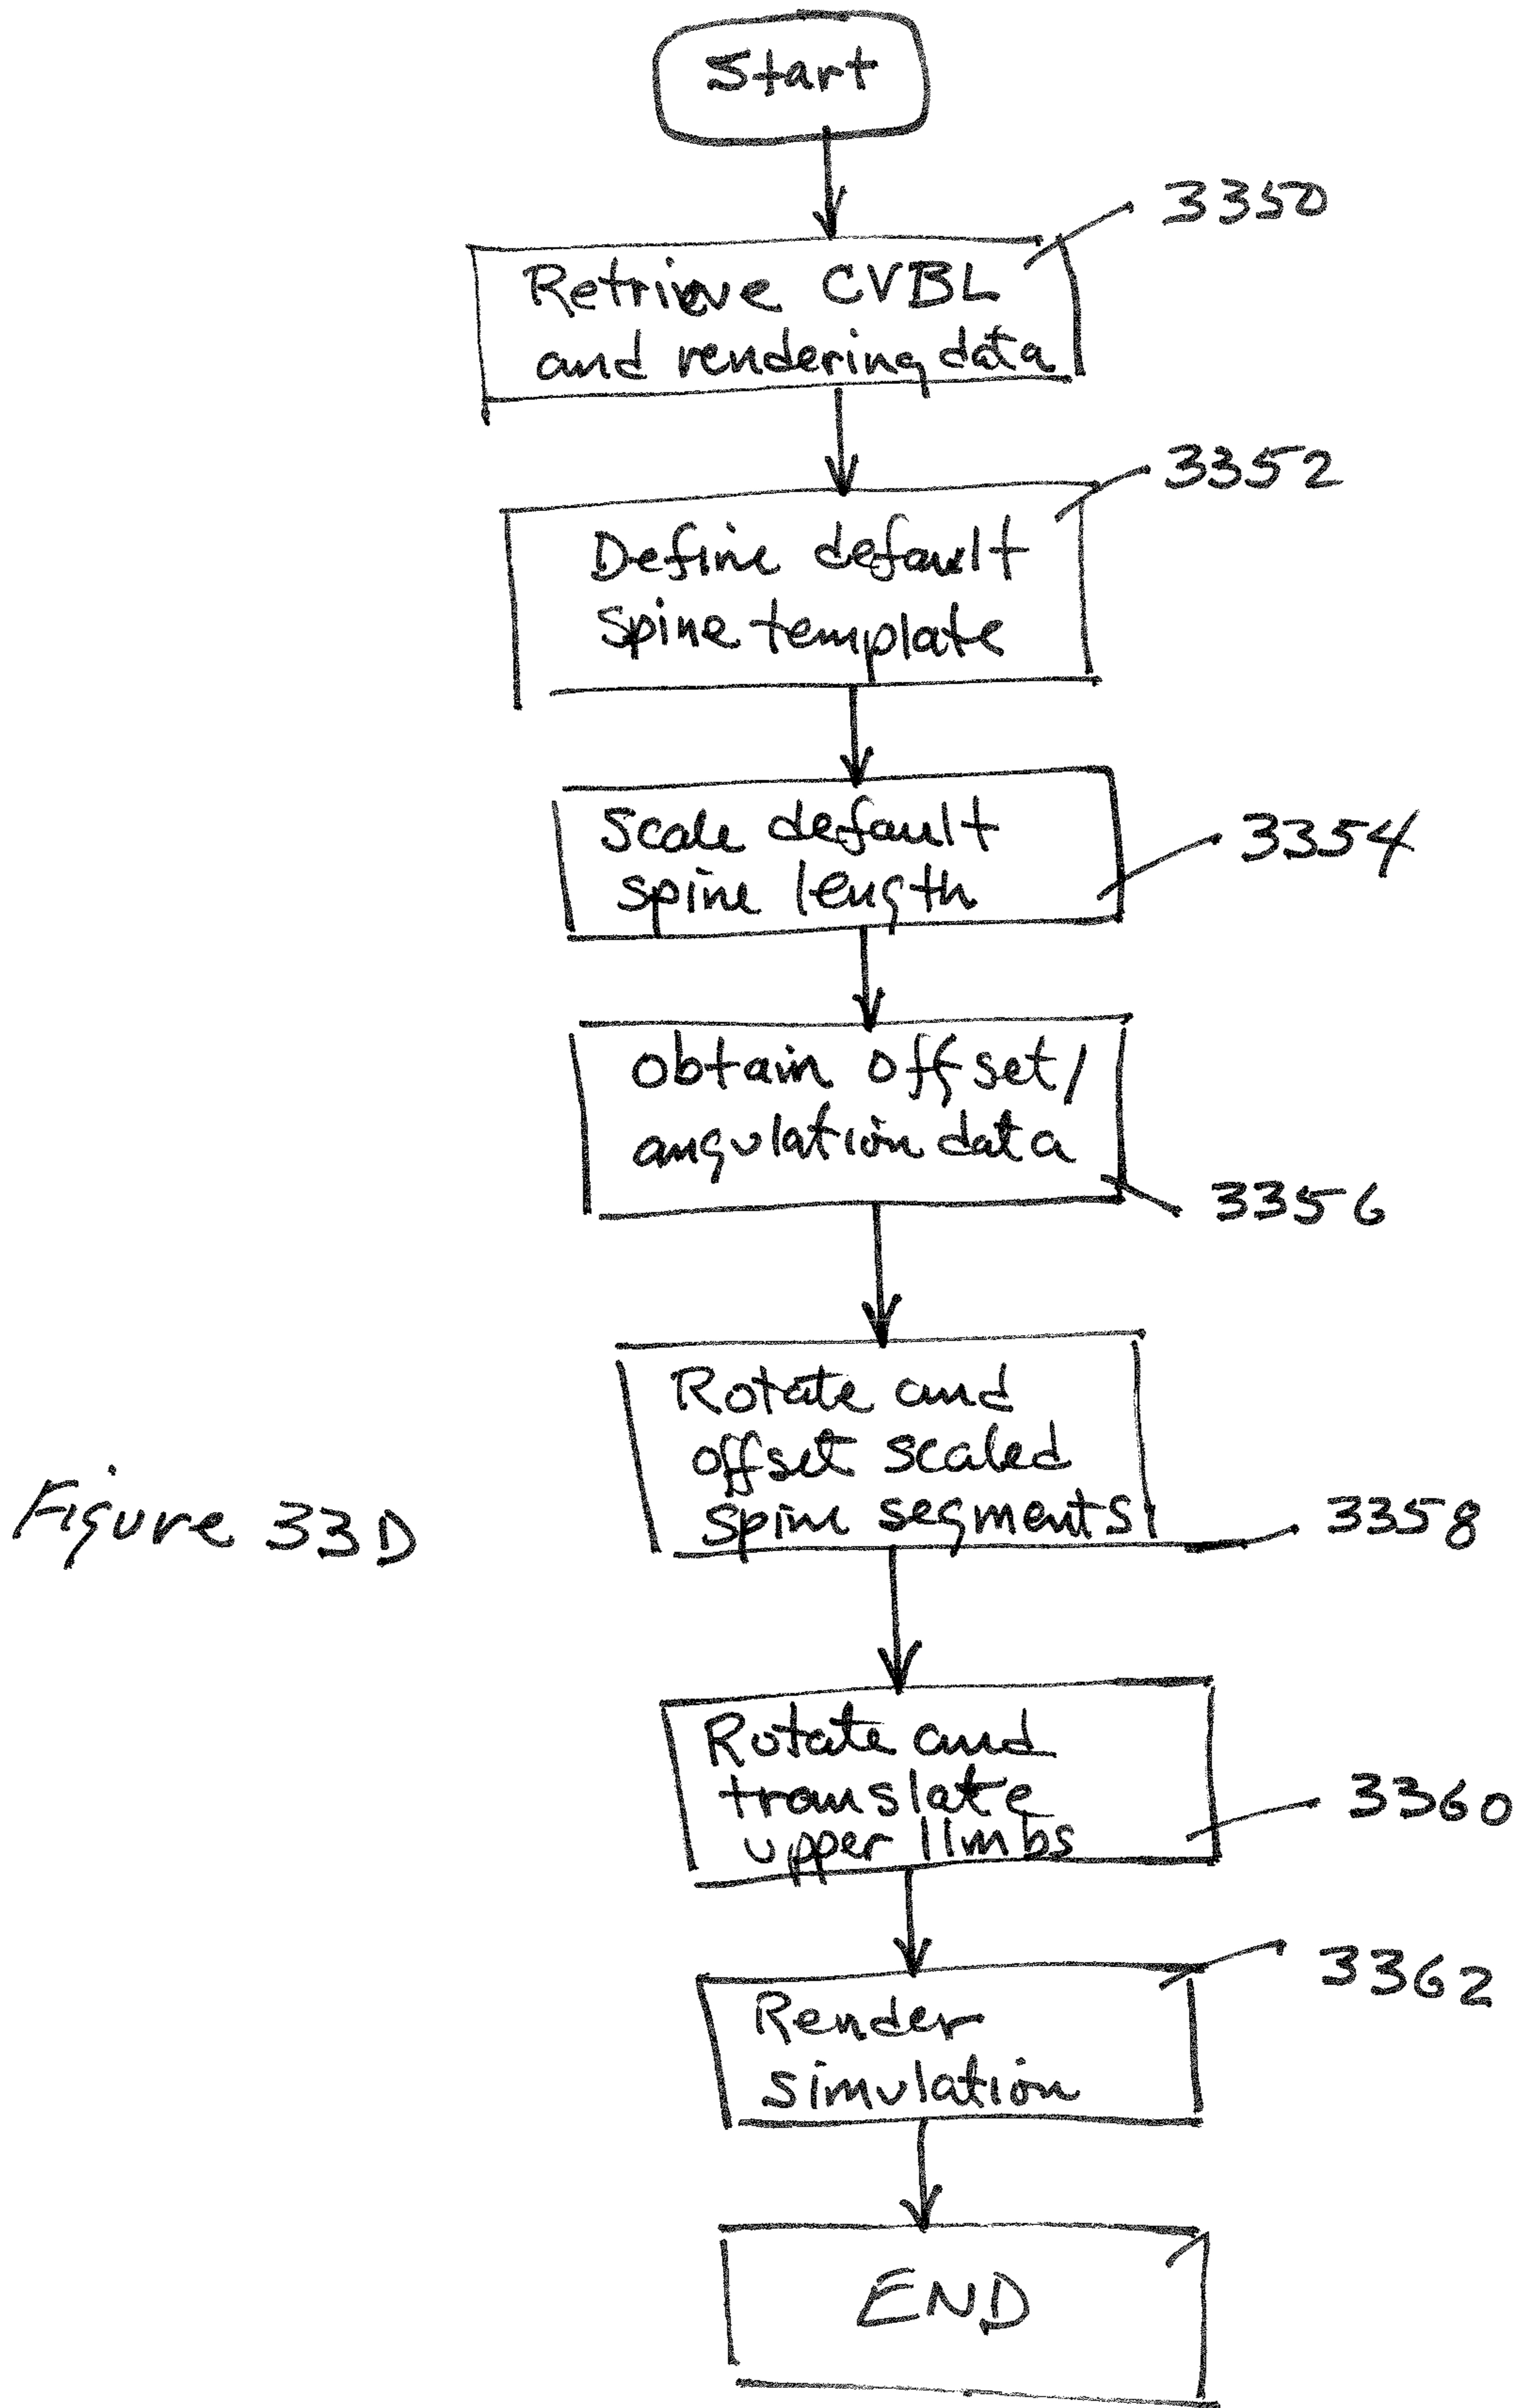 Start
3350
Retrieve CVBL
and rendering data
3352
Define default
Spine template
Scale default
spine length
3354
Obtain offset/
angulation data
3356
Rotate and
offset scaled
spine segments
3358
Figure 33D
Rotate and
translate
upper limbs
3360
3362
Render
simulation
END